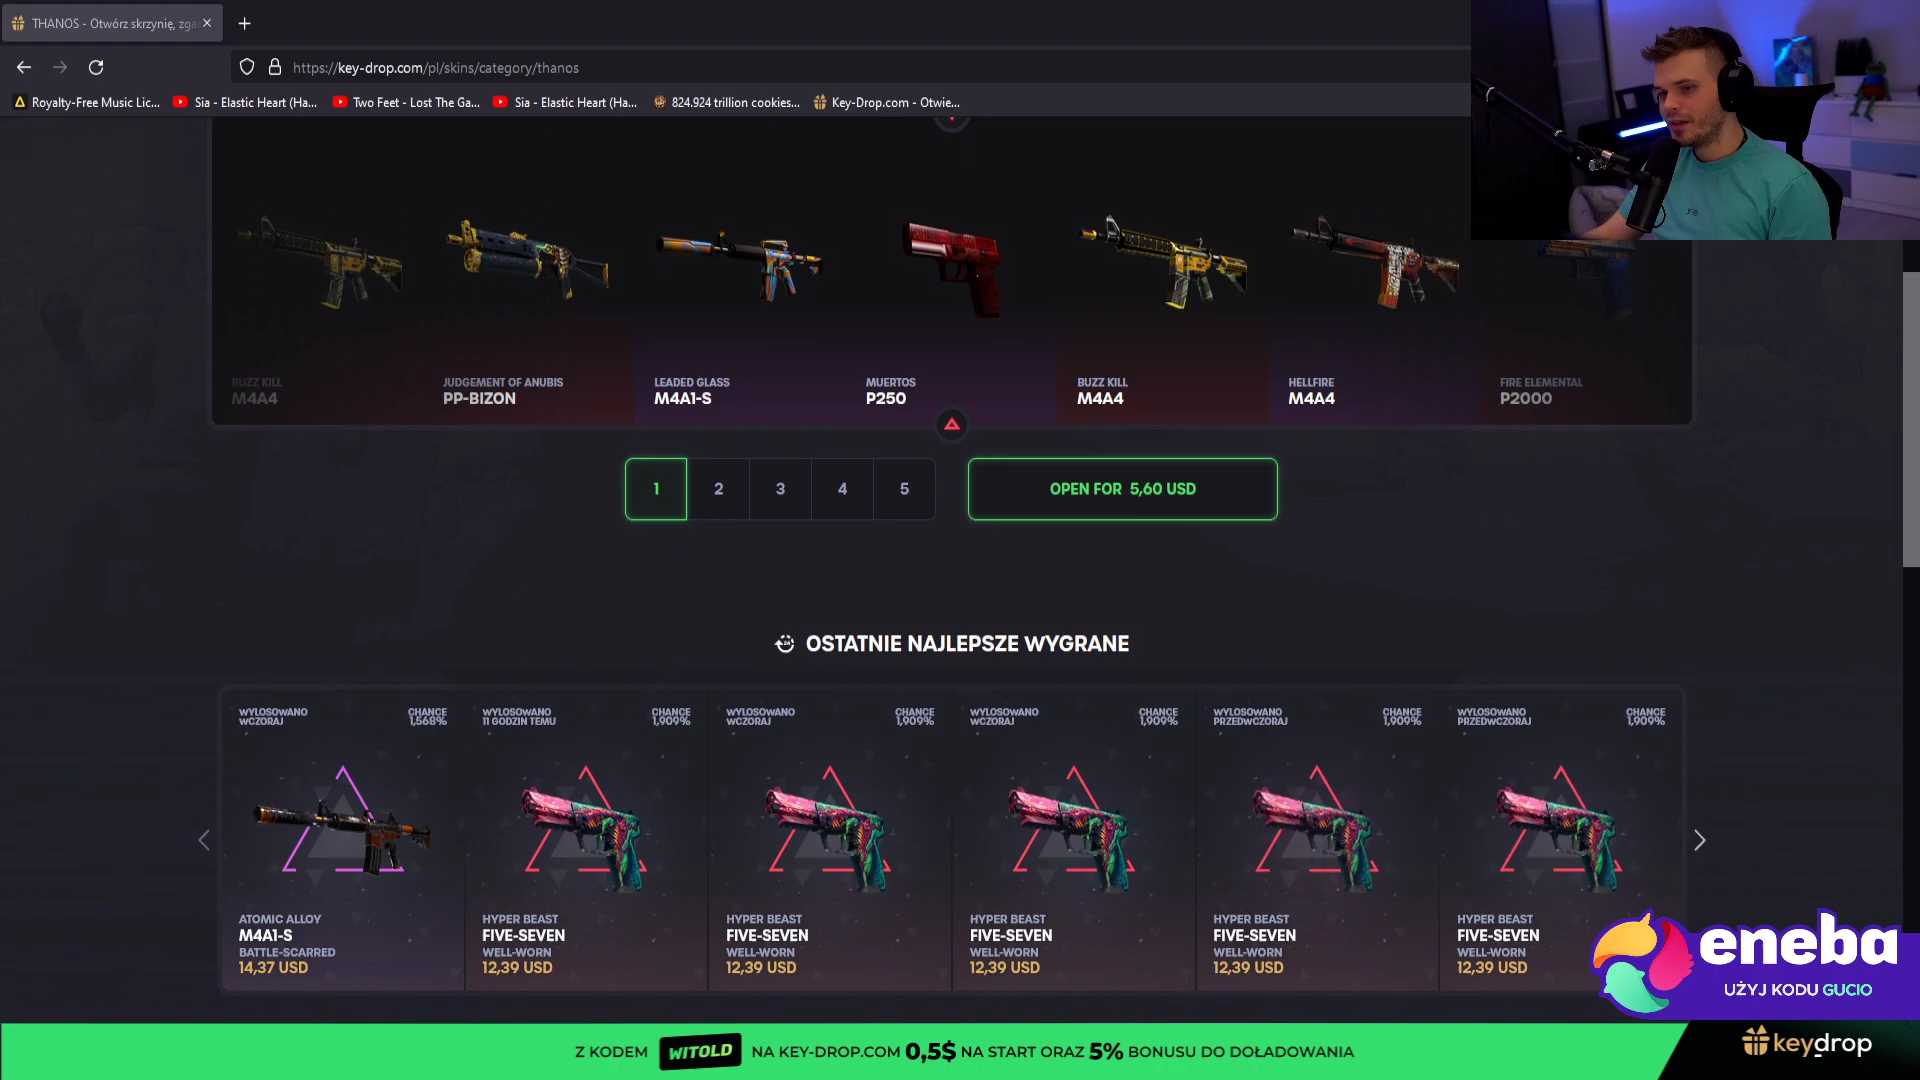 THANOS - Otwórz skrzynię, zga
https://key-drop.com/pl/skins/category/thanos
Royalty-Free Music Lic...
Sia - Elastic Heart (Ha...
Two Feet - Lost The Ga...
Sia - Elastic Heart (Ha...
824.924 trillion cookies...
Key-Drop.com - Otwie...
BUZZ KILL
M4A4
JUDGEMENT OF ANUBIS
PP-BIZON
LEADED GLASS
M4A1-S
MUERTOS
P250
BUZZ KILL
M4A4
HELLFIRE
M4A4
FIRE ELEMENTAL
P2000
1
2
3
4
5
OPEN FOR 5,60 USD
OSTATNIE NAJLEPSZE WYGRANE
WYLOSOWANO
WCZORAJ
CHANCE
1,568%
ATOMIC ALLOY
M4A1-S
BATTLE-SCARRED
14,37 USD
WYLOSOWANO
11 GODZIN TEMU
CHANCE
1,909%
HYPER BEAST
FIVE-SEVEN
WELL-WORN
12,39 USD
WYLOSOWANO
WCZORAJ
CHANCE
1,909%
HYPER BEAST
FIVE-SEVEN
WELL-WORN
12,39 USD
WYLOSOWANO
WCZORAJ
CHANCE
1,909%
HYPER BEAST
FIVE-SEVEN
WELL-WORN
12,39 USD
WYLOSOWANO
PRZEDWCZORAJ
CHANCE
1,909%
HYPER BEAST
FIVE-SEVEN
WELL-WORN
12,39 USD
WYLOSOWANO
PRZEDWCZORAJ
CHANCE
1,909%
HYPER BEAST
FIVE-SEVEN
WELL-WORN
12,39 USD
eneba
UŻYJ KODU GUCIO
Z KODEM WITOLD NA KEY-DROP.COM 0,5$ NA START ORAZ 5% BONUSU DO DOŁADOWANIA
keydrop